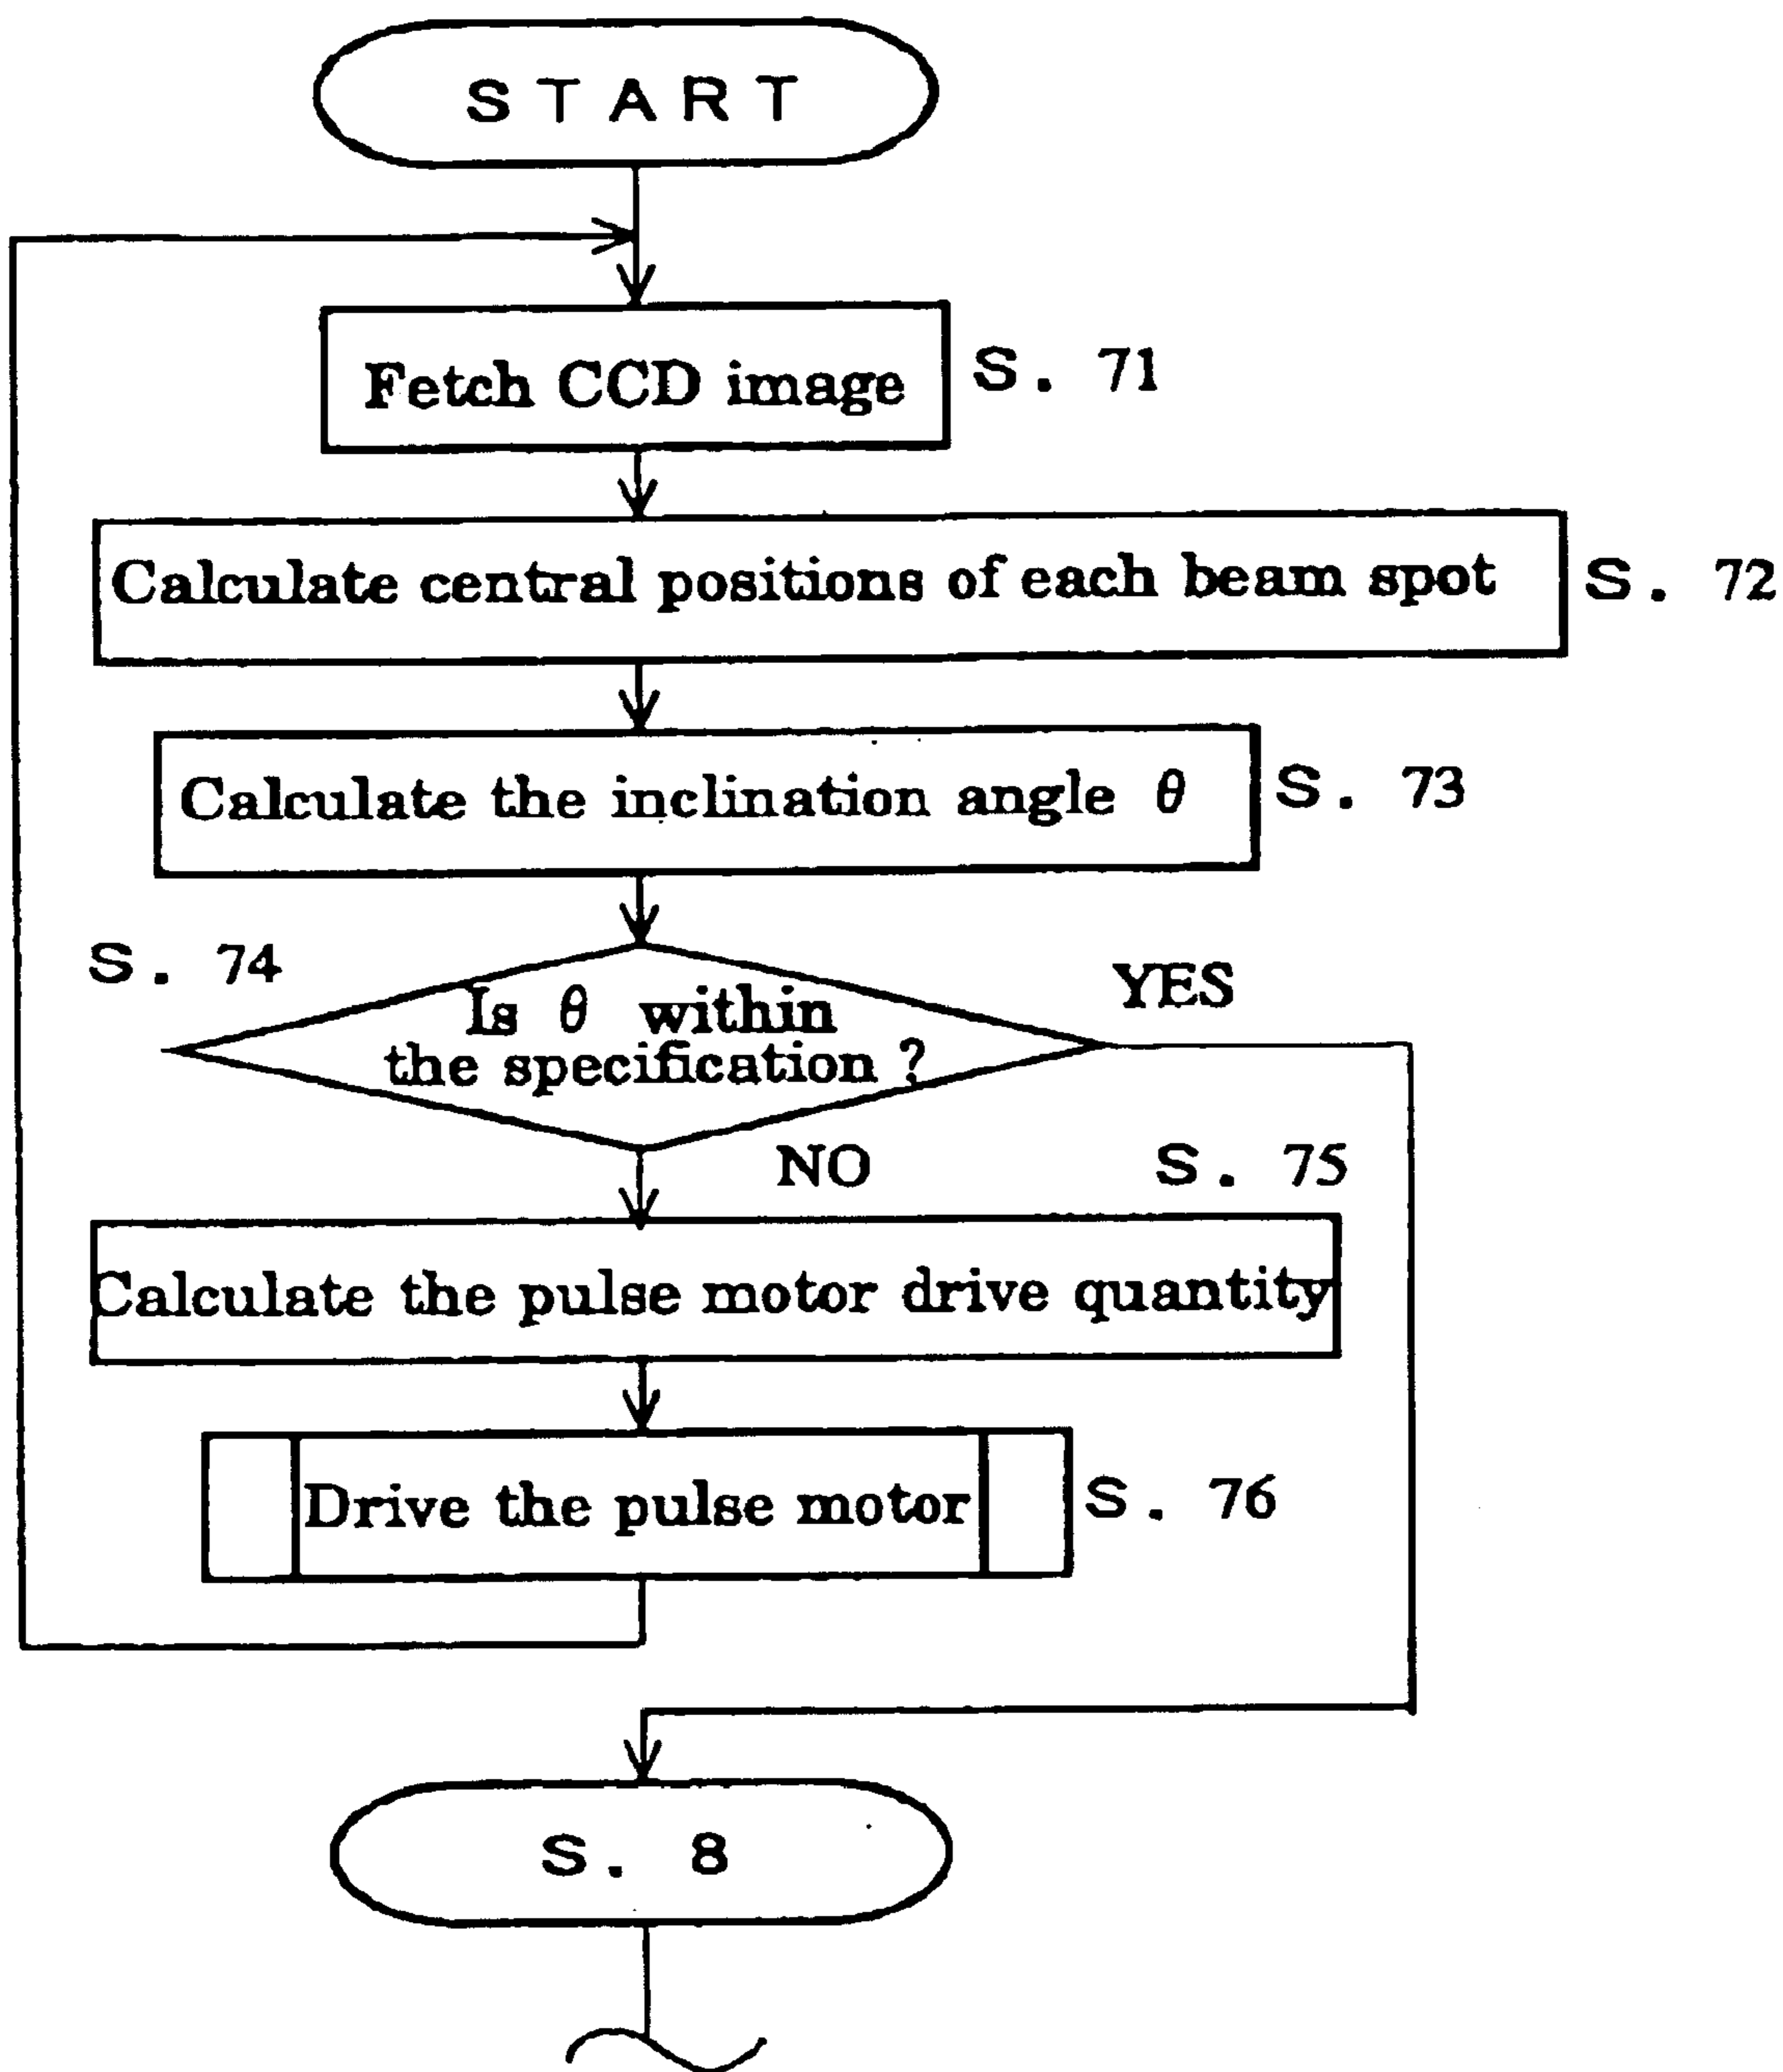 START
Fetch CCD image
S. 71
Calculate central positions of each beam spot
S. 72
Calculate the inclination angle θ
S. 73
S. 74
Is θ within
the specification ?
YES
NO
S. 75
Calculate the pulse motor drive quantity
Drive the pulse motor
S. 76
S. 8